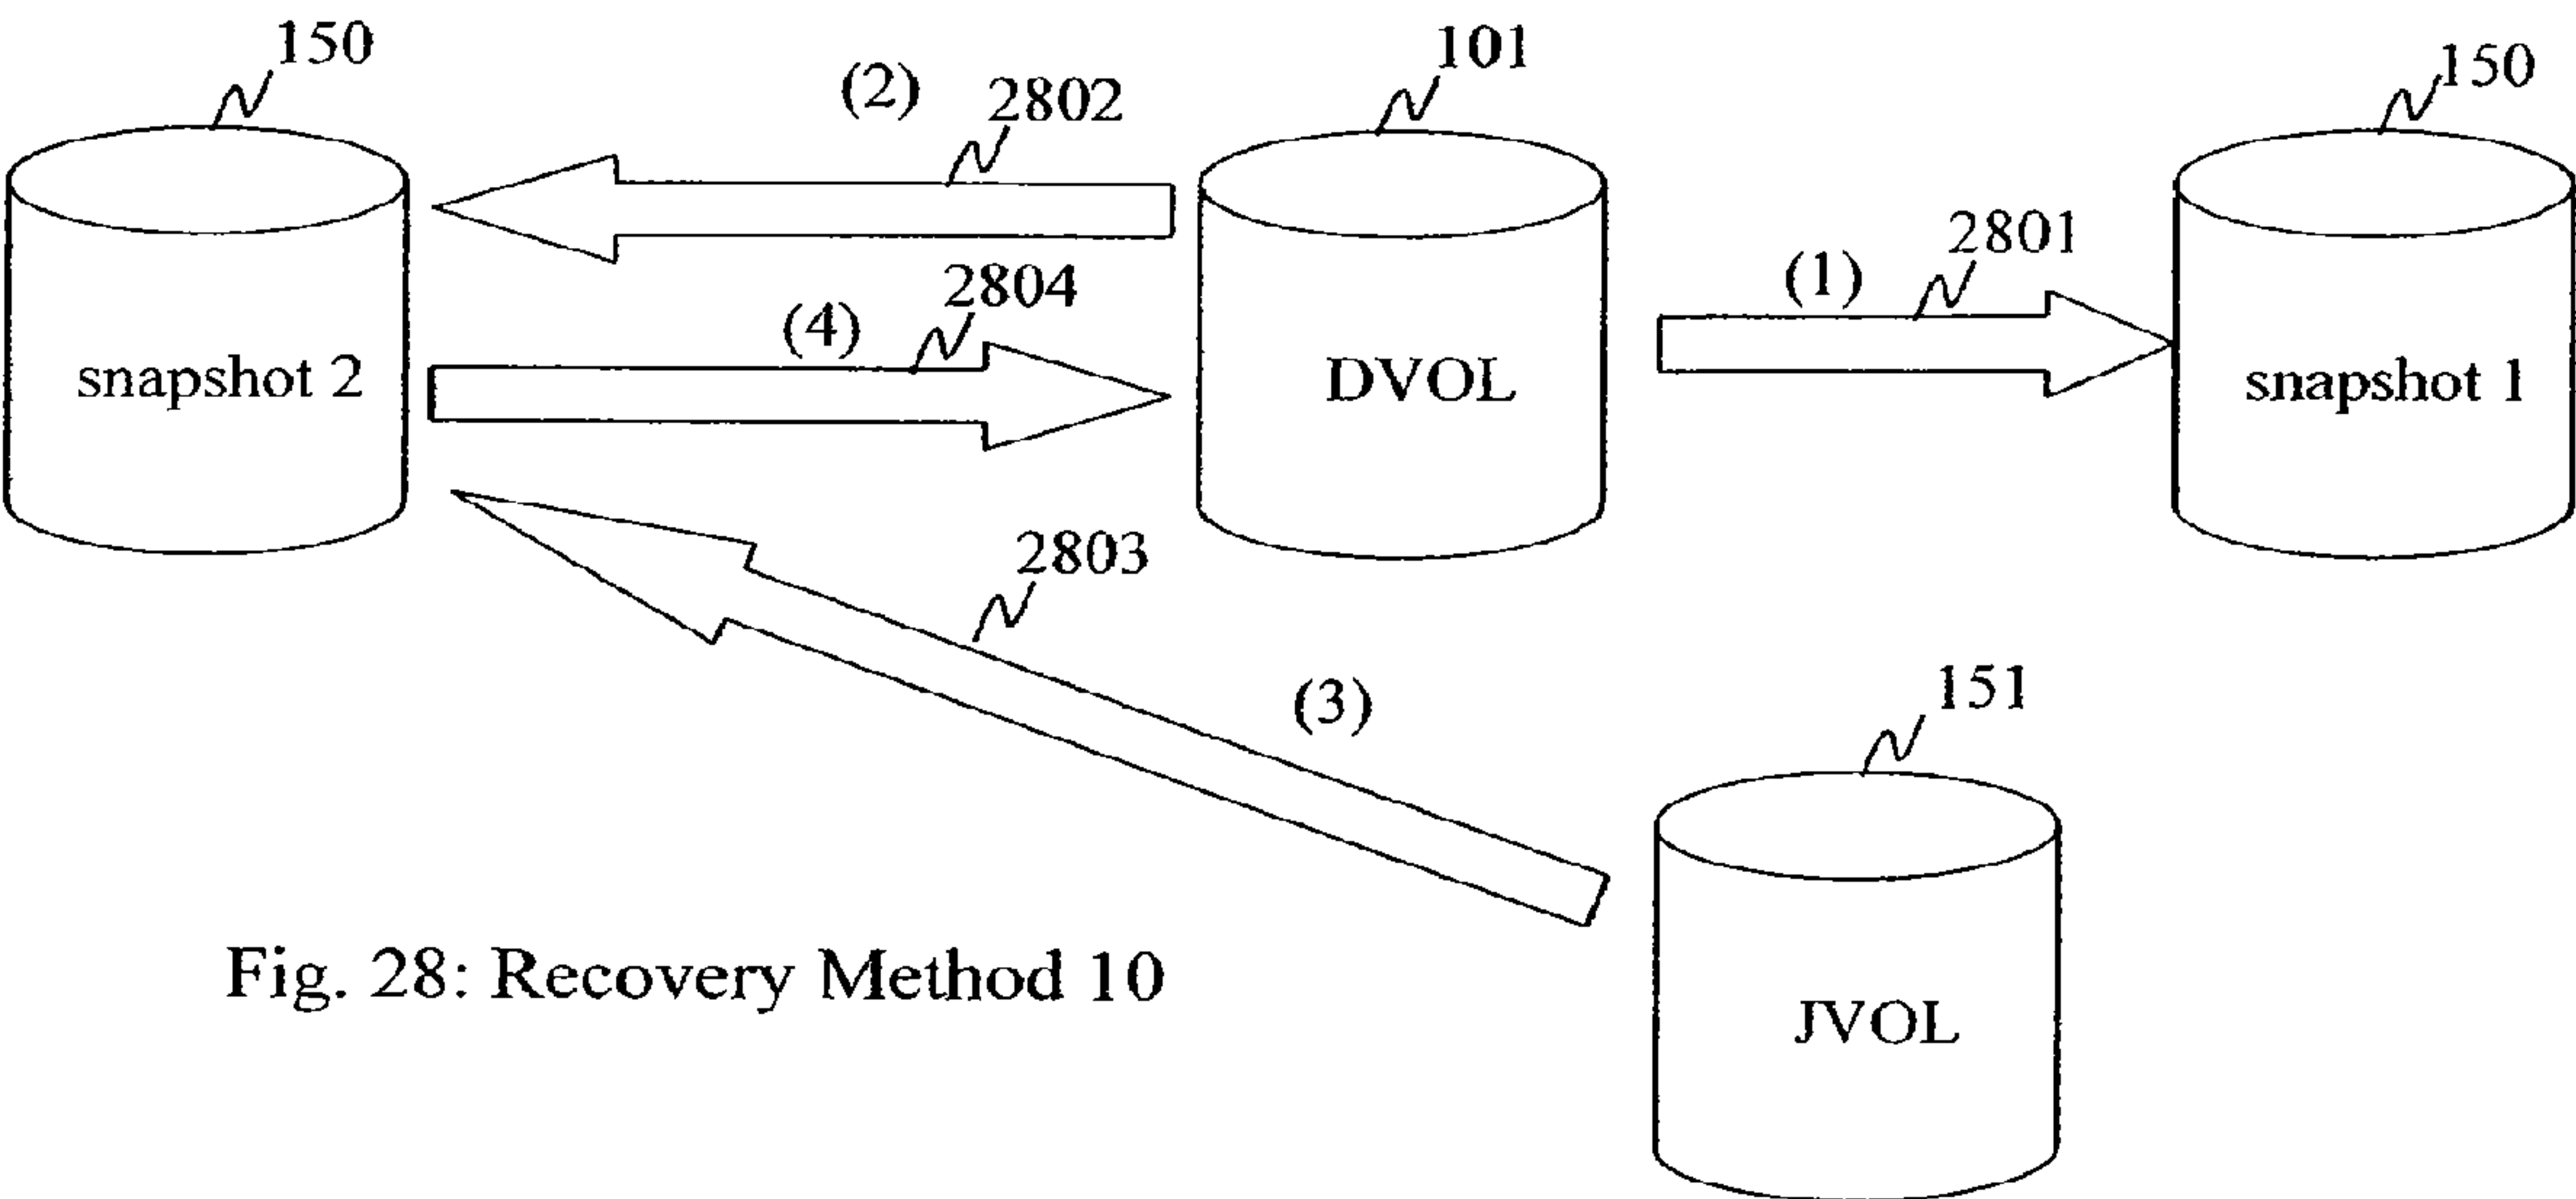 150
101
150
(2)
2802
2801
(1)
2804
(4)
snapshot 2
DVOL
snapshot 1
2803
(3)
151
Fig. 28: Recovery Method 10
JVOL